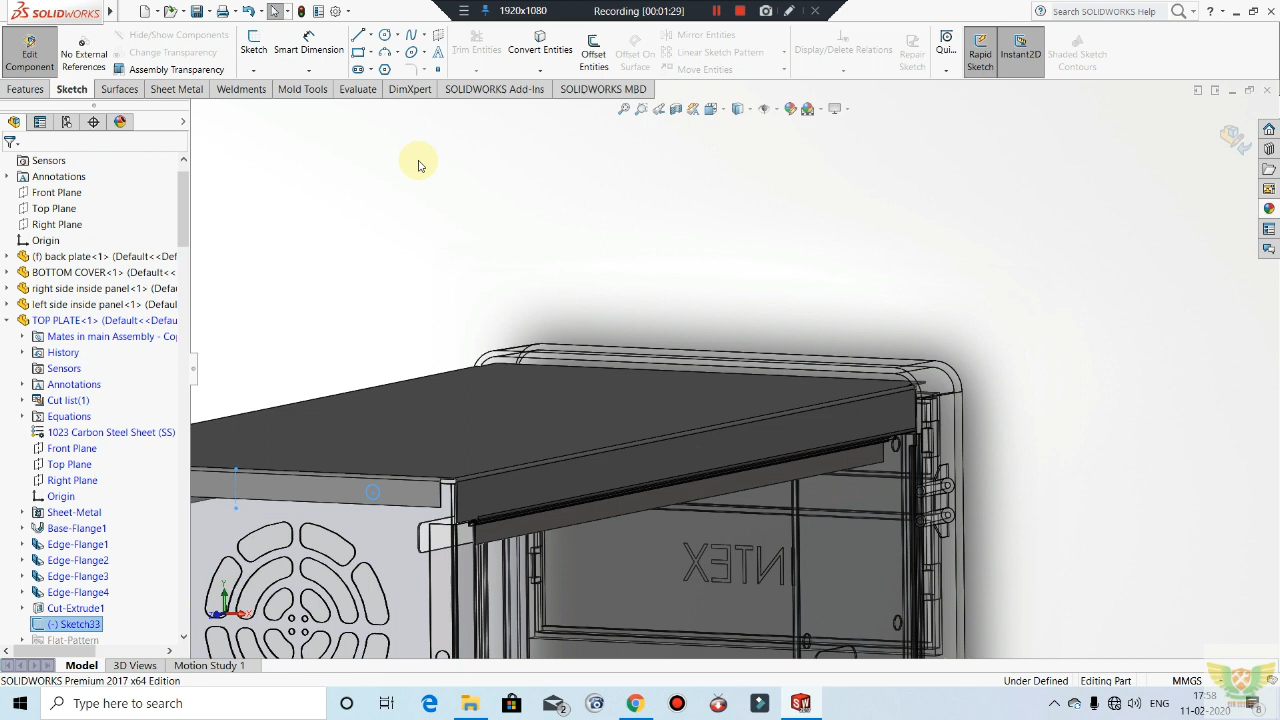 SOLIDWORKS
1920x1080
Recording [00:01:29]
Search SOLIDWORKS Help
Edit Component
No External References
Hide/Show Components
Change Transparency
Assembly Transparency
Sketch
Smart Dimension
Trim Entities
Convert Entities
Offset Entities
Offset On Surface
Mirror Entities
Linear Sketch Pattern
Move Entities
Display/Delete Relations
Repair Sketch
Qui...
Rapid Sketch
Instant2D
Shaded Sketch Contours
Features
Sketch
Surfaces
Sheet Metal
Weldments
Mold Tools
Evaluate
DimXpert
SOLIDWORKS Add-Ins
SOLIDWORKS MBD
Sensors
Annotations
Front Plane
Top Plane
Right Plane
Origin
(f) back plate<1> (Default<<Def
BOTTOM COVER<1> (Default<<
right side inside panel<1> (Def
left side inside panel<1> (Defau
TOP PLATE<1> (Default<<Defau
Mates in main Assembly - Cop
History
Sensors
Annotations
Cut list(1)
Equations
1023 Carbon Steel Sheet (SS)
Front Plane
Top Plane
Right Plane
Origin
Sheet-Metal
Base-Flange1
Edge-Flange1
Edge-Flange2
Edge-Flange3
Edge-Flange4
Cut-Extrude1
(-) Sketch33
Flat-Pattern
NTEX
Y
X
Model
3D Views
Motion Study 1
SOLIDWORKS Premium 2017 x64 Edition
Under Defined
Editing Part
MMGS
Type here to search
2
ENG
17:58
11-02-2020